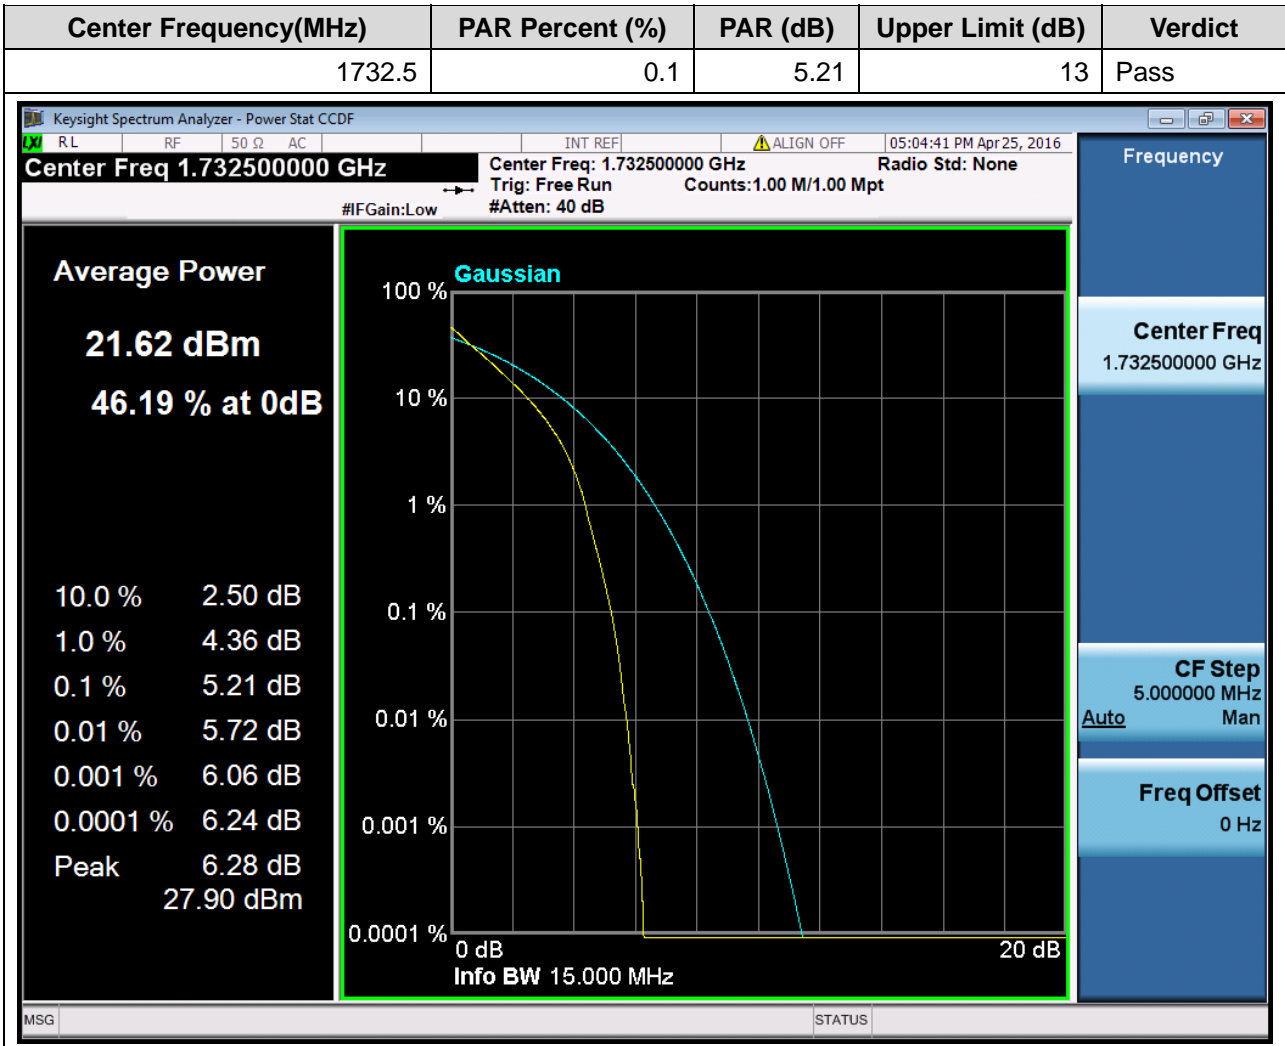 Center Frequency(MHz) PAR Percent (%) PAR (dB) Upper Limit (dB) Verdict
1732.5 0.1 5.21 13 Pass
Keysight Spectrum Analyzer - Power Stat CCDF
LXI RL RF 50 Ω AC INT REF ALIGN OFF 05:04:41 PM Apr 25, 2016
Center Freq 1.732500000 GHz
Center Freq: 1.732500000 GHz Radio Std: None
Trig: Free Run Counts:1.00 M/1.00 Mpt
#IFGain:Low #Atten: 40 dB
Average Power
21.62 dBm
46.19 % at 0dB
10.0 % 2.50 dB
1.0 % 4.36 dB
0.1 % 5.21 dB
0.01 % 5.72 dB
0.001 % 6.06 dB
0.0001 % 6.24 dB
Peak 6.28 dB
27.90 dBm
Gaussian
100 %
10 %
1 %
0.1 %
0.01 %
0.001 %
0.0001 %
0 dB 20 dB
Info BW 15.000 MHz
Frequency
Center Freq
1.732500000 GHz
CF Step
5.000000 MHz
Auto Man
Freq Offset
0 Hz
MSG STATUS